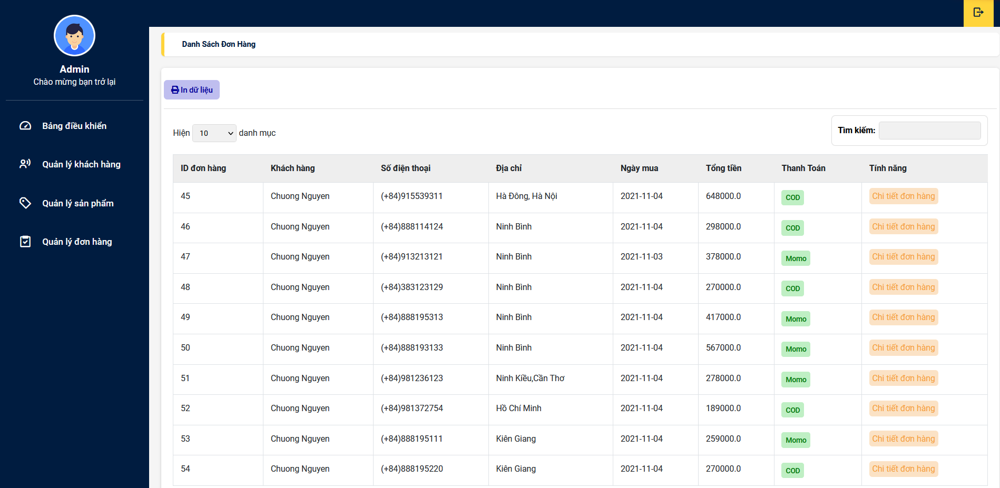 Admin
Chào mừng bạn trở lại
Bảng điều khiển
Quản lý khách hàng
Quản lý sản phẩm
Quản lý đơn hàng
Danh Sách Đơn Hàng
In dữ liệu
Hiện 10 danh mục
Tìm kiếm:
ID đơn hàng Khách hàng Số điện thoại Địa chỉ Ngày mua Tổng tiền Thanh Toán Tính năng
45 Chuong Nguyen (+84)915539311 Hà Đông, Hà Nội 2021-11-04 648000.0 COD Chi tiết đơn hàng
46 Chuong Nguyen (+84)888114124 Ninh Bình 2021-11-04 298000.0 COD Chi tiết đơn hàng
47 Chuong Nguyen (+84)913213121 Ninh Bình 2021-11-03 378000.0 Momo Chi tiết đơn hàng
48 Chuong Nguyen (+84)383123129 Ninh Bình 2021-11-04 270000.0 COD Chi tiết đơn hàng
49 Chuong Nguyen (+84)888195313 Ninh Bình 2021-11-04 417000.0 Momo Chi tiết đơn hàng
50 Chuong Nguyen (+84)888193133 Ninh Bình 2021-11-04 567000.0 Momo Chi tiết đơn hàng
51 Chuong Nguyen (+84)981236123 Ninh Kiều,Cần Thơ 2021-11-04 278000.0 Momo Chi tiết đơn hàng
52 Chuong Nguyen (+84)981372754 Hồ Chí Minh 2021-11-04 189000.0 COD Chi tiết đơn hàng
53 Chuong Nguyen (+84)888195111 Kiên Giang 2021-11-04 259000.0 Momo Chi tiết đơn hàng
54 Chuong Nguyen (+84)888195220 Kiên Giang 2021-11-04 270000.0 COD Chi tiết đơn hàng